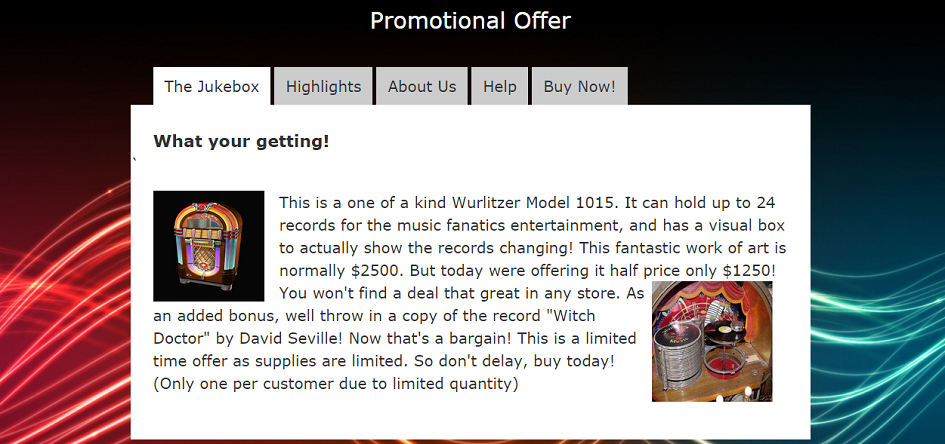 Promotional Offer
The Jukebox
Highlights
About Us
Help
Buy Now!
What your getting!
`
This is a one of a kind Wurlitzer Model 1015. It can hold up to 24
records for the music fanatics entertainment, and has a visual box
to actually show the records changing! This fantastic work of art is
normally $2500. But today were offering it half price only $1250!
You won't find a deal that great in any store. As
an added bonus, well throw in a copy of the record "Witch
Doctor" by David Seville! Now that's a bargain! This is a limited
time offer as supplies are limited. So don't delay, buy today!
(Only one per customer due to limited quantity)